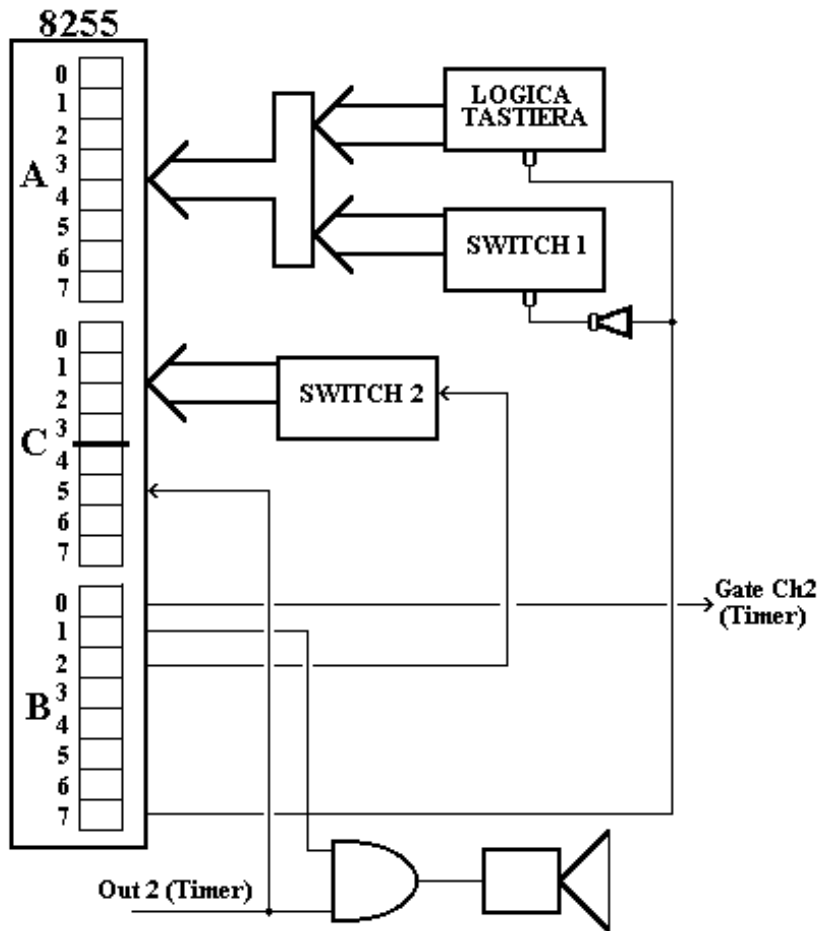 8255
0
1
2
3
4
5
6
7
A
LOGICA
TASTIERA
SWITCH 1
0
1
2
3
4
5
6
7
C
SWITCH 2
0
1
2
3
4
5
6
7
B
Gate Ch2
(Timer)
Out 2 (Timer)